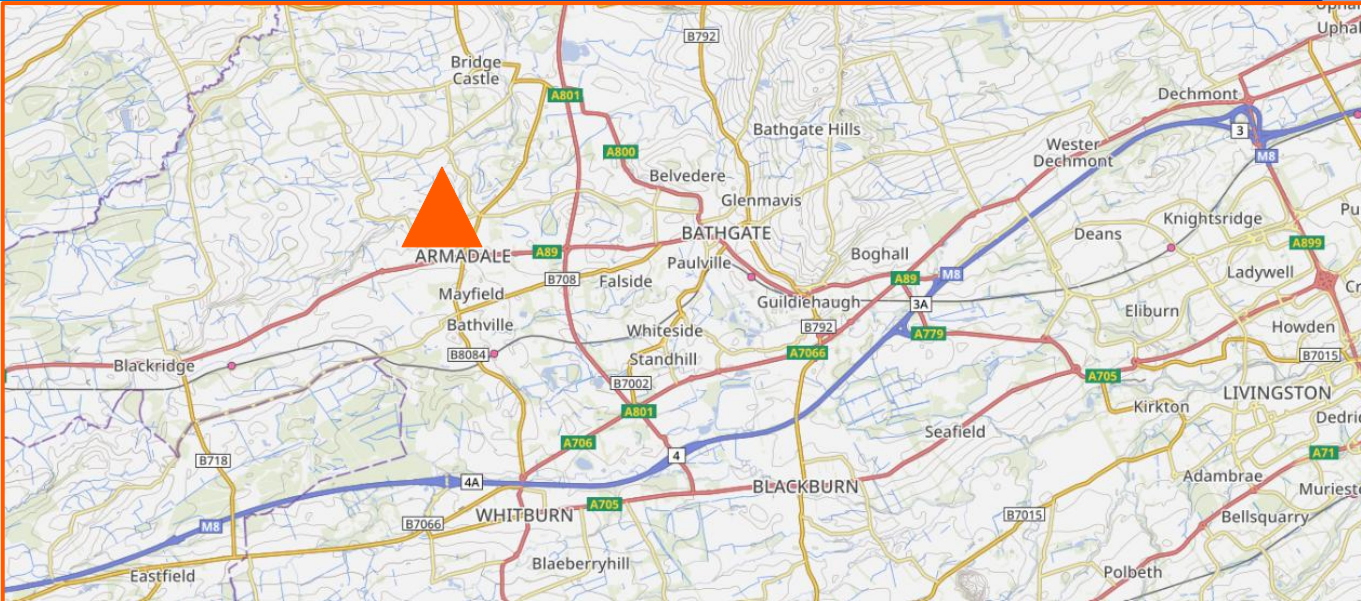 Uphal
B792
Bridge
Castle
A801
Dechmont
3
M8
Bathgate Hills
A800
Wester
Dechmont
Belvedere
Glenmavis
BATHGATE
Knightsridge
Deans
A899
ARMADALE
A89
Paulville
Boghall
Ladywell
B708
Falside
A89
M8
Mayfield
Guildiehaugh
3A
Eliburn
Bathville
Whiteside
B792
A779
Howden
B8084
Standhill
A7066
B7015
Blackridge
B7002
A705
LIVINGSTON
A801
Kirkton
Seafield
A706
A71
B718
4
4A
Adambrae
BLACKBURN
WHITBURN
A705
B7015
Bellsquarry
B7066
M8
Blaeberryhill
Polbeth
Eastfield